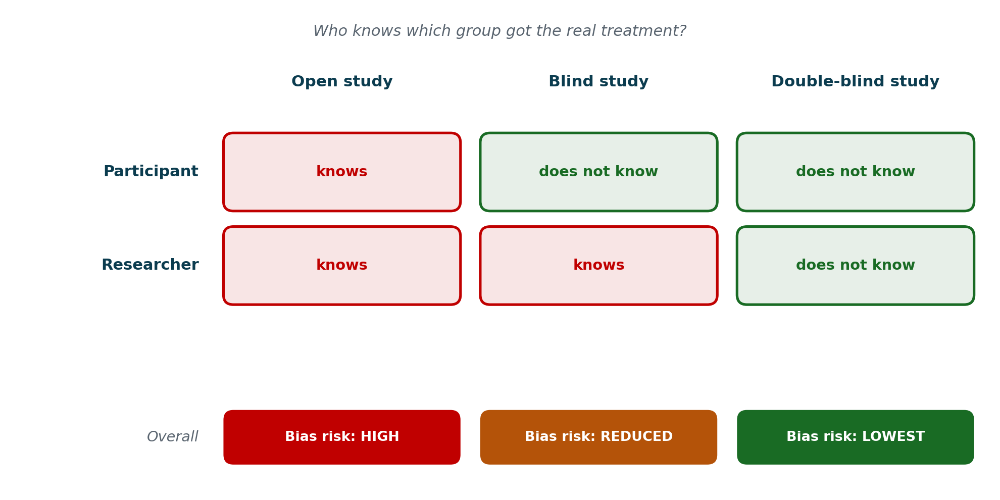 Who knows which group got the real treatment?
Open study Blind study Double-blind study
Participant knows does not know does not know
Researcher knows knows does not know
Overall Bias risk: HIGH Bias risk: REDUCED Bias risk: LOWEST